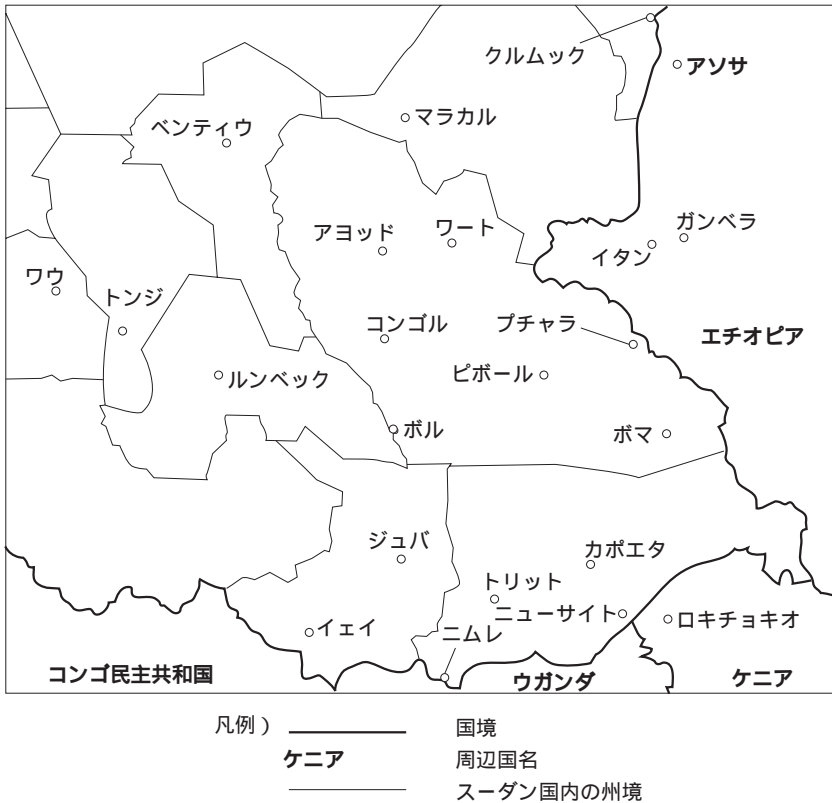 クルムック
アソサ
マラカル
ベンティウ
アヨッド
ワート
ガンベラ
イタン
ワウ
トンジ
コンゴル
プチャラ
エチオピア
ルンベック
ピボール
ボル
ボマ
ジュバ
カポエタ
トリット
ニューサイト
ロキチョキオ
イェイ
ニムレ
コンゴ民主共和国
ウガンダ
ケニア
凡例）
国境
ケニア
周辺国名
スーダン国内の州境